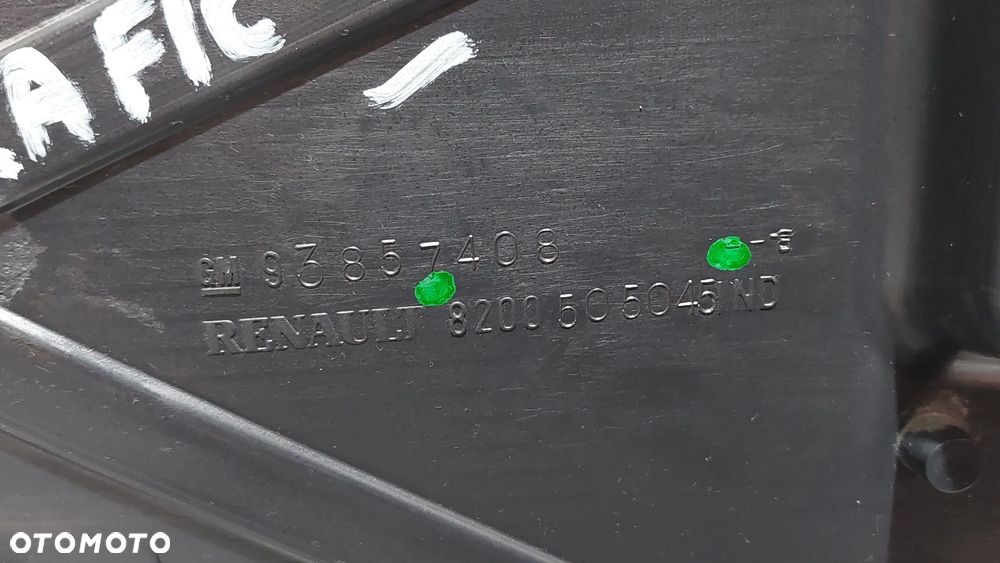 AFIC
GM 93857408
RENAULT 8200505045 IND
OTOMOTO